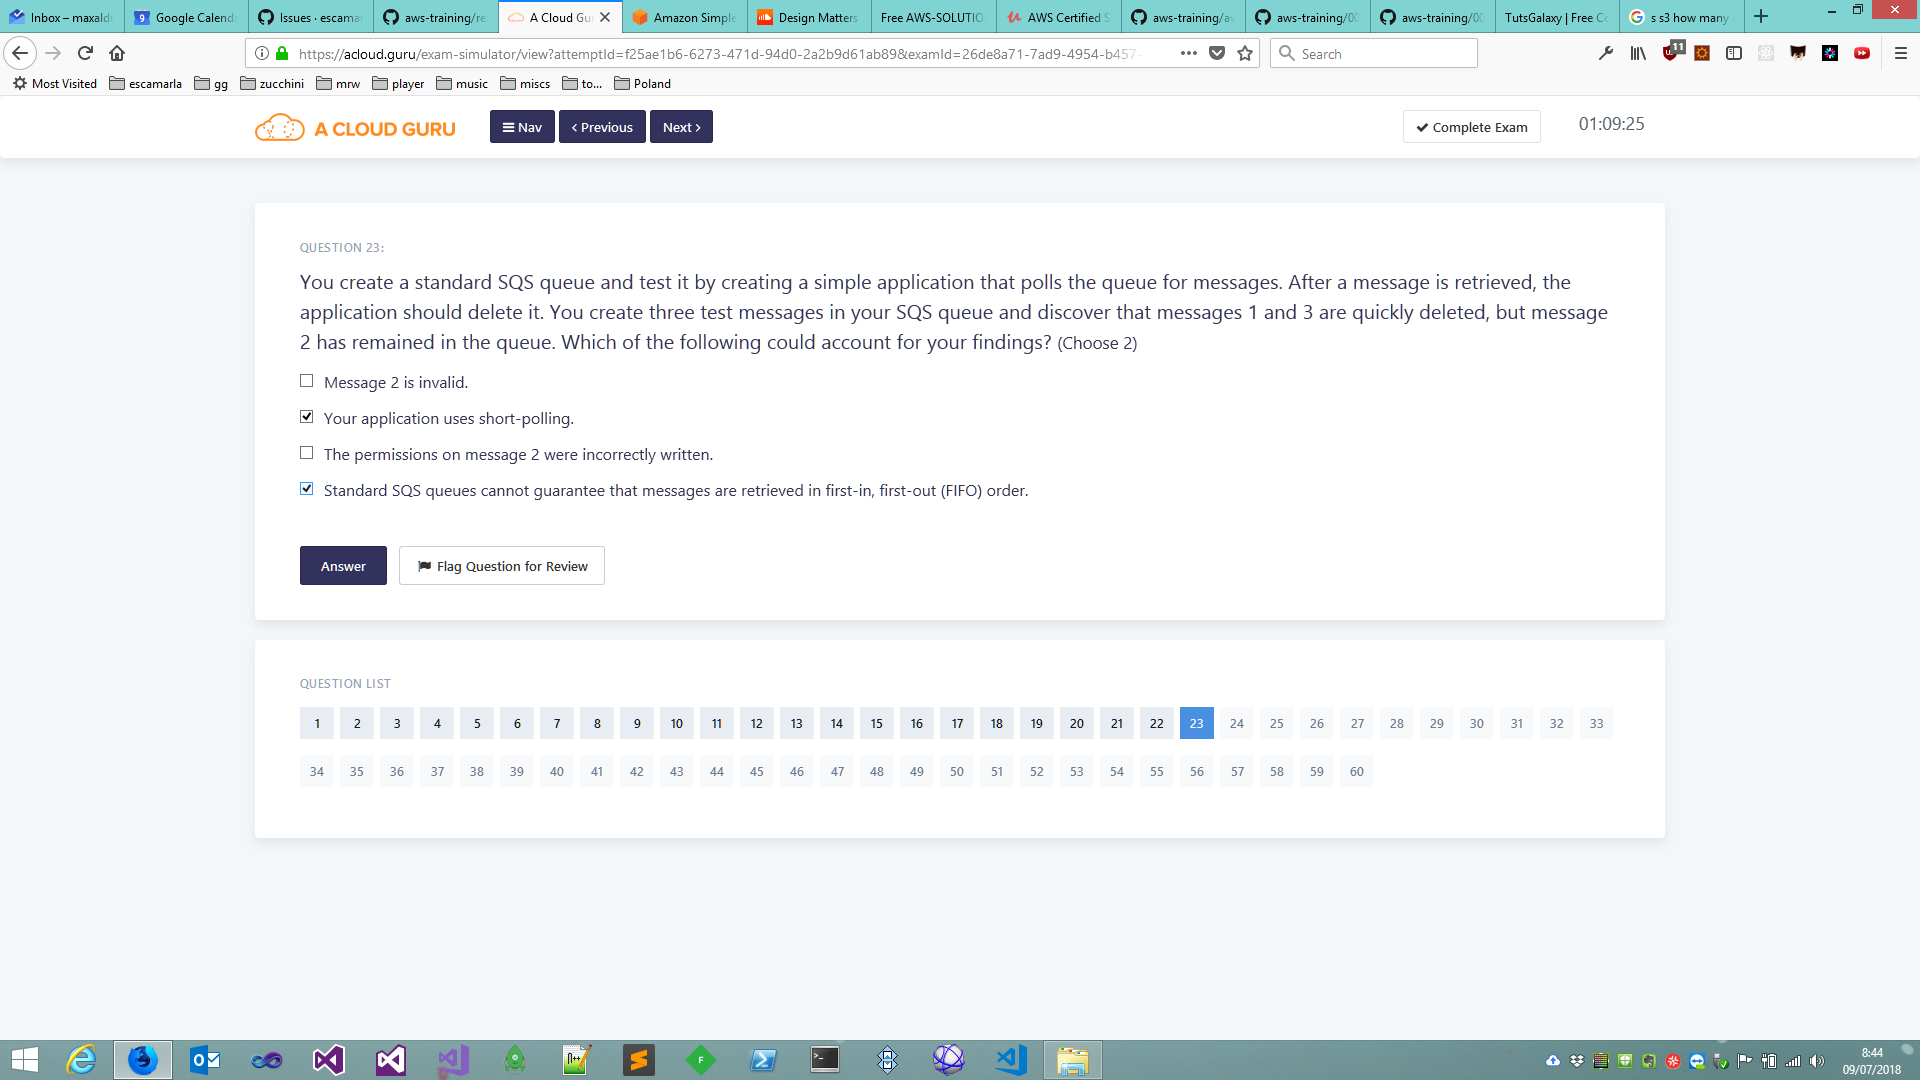 Inbox – maxald
Google Calenda
Issues · escamar
aws-training/re
A Cloud Gu
Amazon Simple
Design Matters
Free AWS-SOLUTIO
AWS Certified S
aws-training/a
aws-training/00
aws-training/00
TutsGalaxy | Free Co
s s3 how many
https://acloud.guru/exam-simulator/view?attemptId=f25ae1b6-6273-471d-94d0-2a2b9d61ab89&examId=26de8a71-7ad9-4954-b457-
Search
11
Most Visited escamarla gg zucchini mrw player music miscs to... Poland
A CLOUD GURU
Nav
Previous
Next
Complete Exam
01:09:25
QUESTION 23:
You create a standard SQS queue and test it by creating a simple application that polls the queue for messages. After a message is retrieved, the
application should delete it. You create three test messages in your SQS queue and discover that messages 1 and 3 are quickly deleted, but message
2 has remained in the queue. Which of the following could account for your findings? (Choose 2)
Message 2 is invalid.
Your application uses short-polling.
The permissions on message 2 were incorrectly written.
Standard SQS queues cannot guarantee that messages are retrieved in first-in, first-out (FIFO) order.
Answer
Flag Question for Review
QUESTION LIST
1 2 3 4 5 6 7 8 9 10 11 12 13 14 15 16 17 18 19 20 21 22 23 24 25 26 27 28 29 30 31 32 33
34 35 36 37 38 39 40 41 42 43 44 45 46 47 48 49 50 51 52 53 54 55 56 57 58 59 60
8:44
09/07/2018